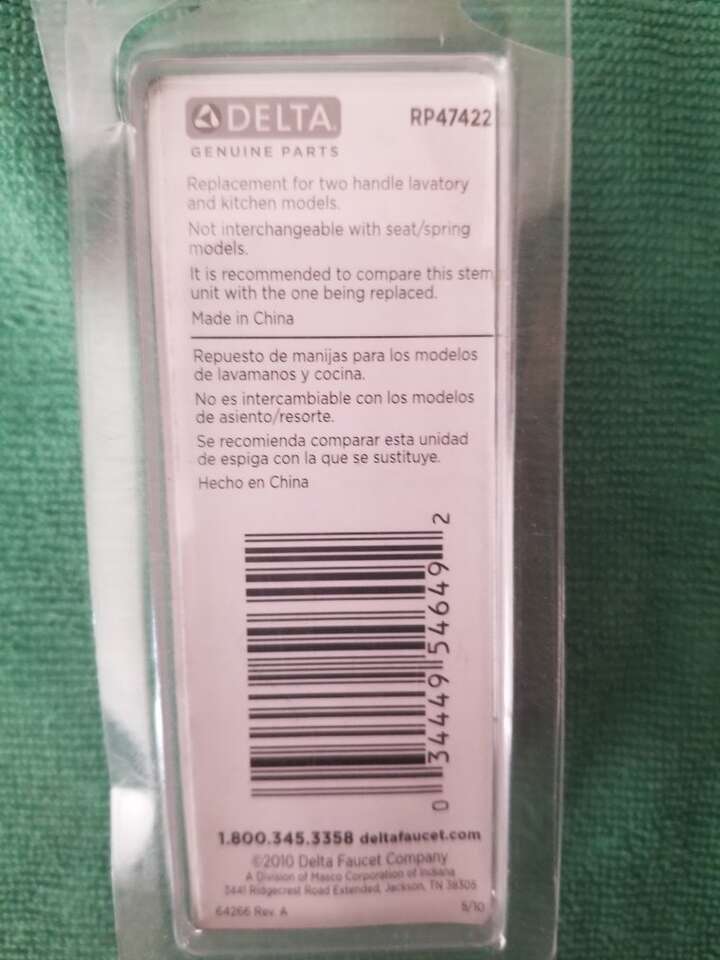 DELTA
RP47422
GENUINE PARTS
Replacement for two handle lavatory
and kitchen models.
Not interchangeable with seat/spring
models.
It is recommended to compare this stem
unit with the one being replaced.
Made in China
Repuesto de manijas para los modelos
de lavamanos y cocina.
No es intercambiable con los modelos
de asiento/resorte.
Se recomienda comparar esta unidad
de espiga con la que se sustituye.
Hecho en China
0 34449 54649 2
1.800.345.3358 deltafaucet.com
©2010 Delta Faucet Company
A Division of Masco Corporation of Indiana
3441 Ridgecrest Road Extended, Jackson, TN 38305
64266 Rev. A
5/10